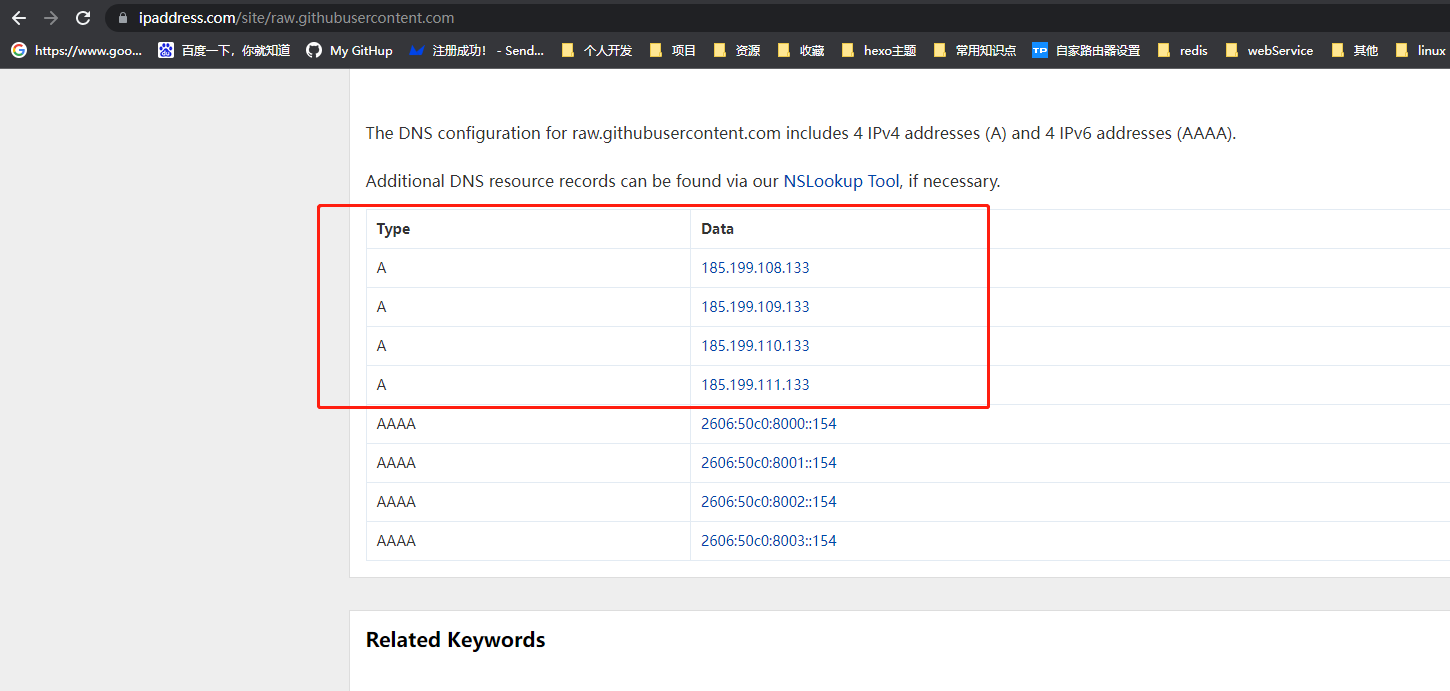 ipaddress.com/site/raw.githubusercontent.com
https://www.goo... 百度一下，你就知道 My GitHup 注册成功！ - Send... 个人开发 项目 资源 收藏 hexo主题 常用知识点 TP 自家路由器设置 redis webService 其他 linux
The DNS configuration for raw.githubusercontent.com includes 4 IPv4 addresses (A) and 4 IPv6 addresses (AAAA).
Additional DNS resource records can be found via our NSLookup Tool, if necessary.
Type Data
A 185.199.108.133
A 185.199.109.133
A 185.199.110.133
A 185.199.111.133
AAAA 2606:50c0:8000::154
AAAA 2606:50c0:8001::154
AAAA 2606:50c0:8002::154
AAAA 2606:50c0:8003::154
Related Keywords